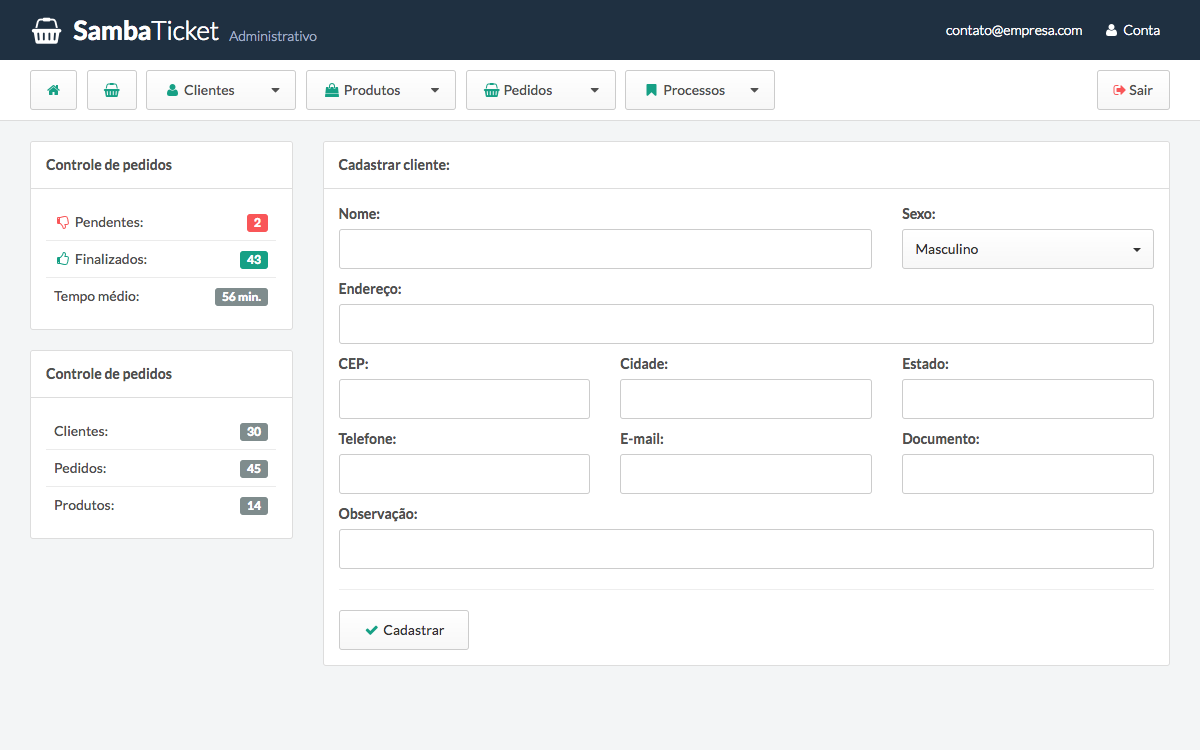 SambaTicket Administrativo
contato@empresa.com Conta
Clientes Produtos Pedidos Processos Sair
Controle de pedidos
Pendentes: 2
Finalizados: 43
Tempo médio: 56 min.
Controle de pedidos
Clientes: 30
Pedidos: 45
Produtos: 14
Cadastrar cliente:
Nome: Sexo:
Masculino
Endereço:
CEP: Cidade: Estado:
Telefone: E-mail: Documento:
Observação:
Cadastrar